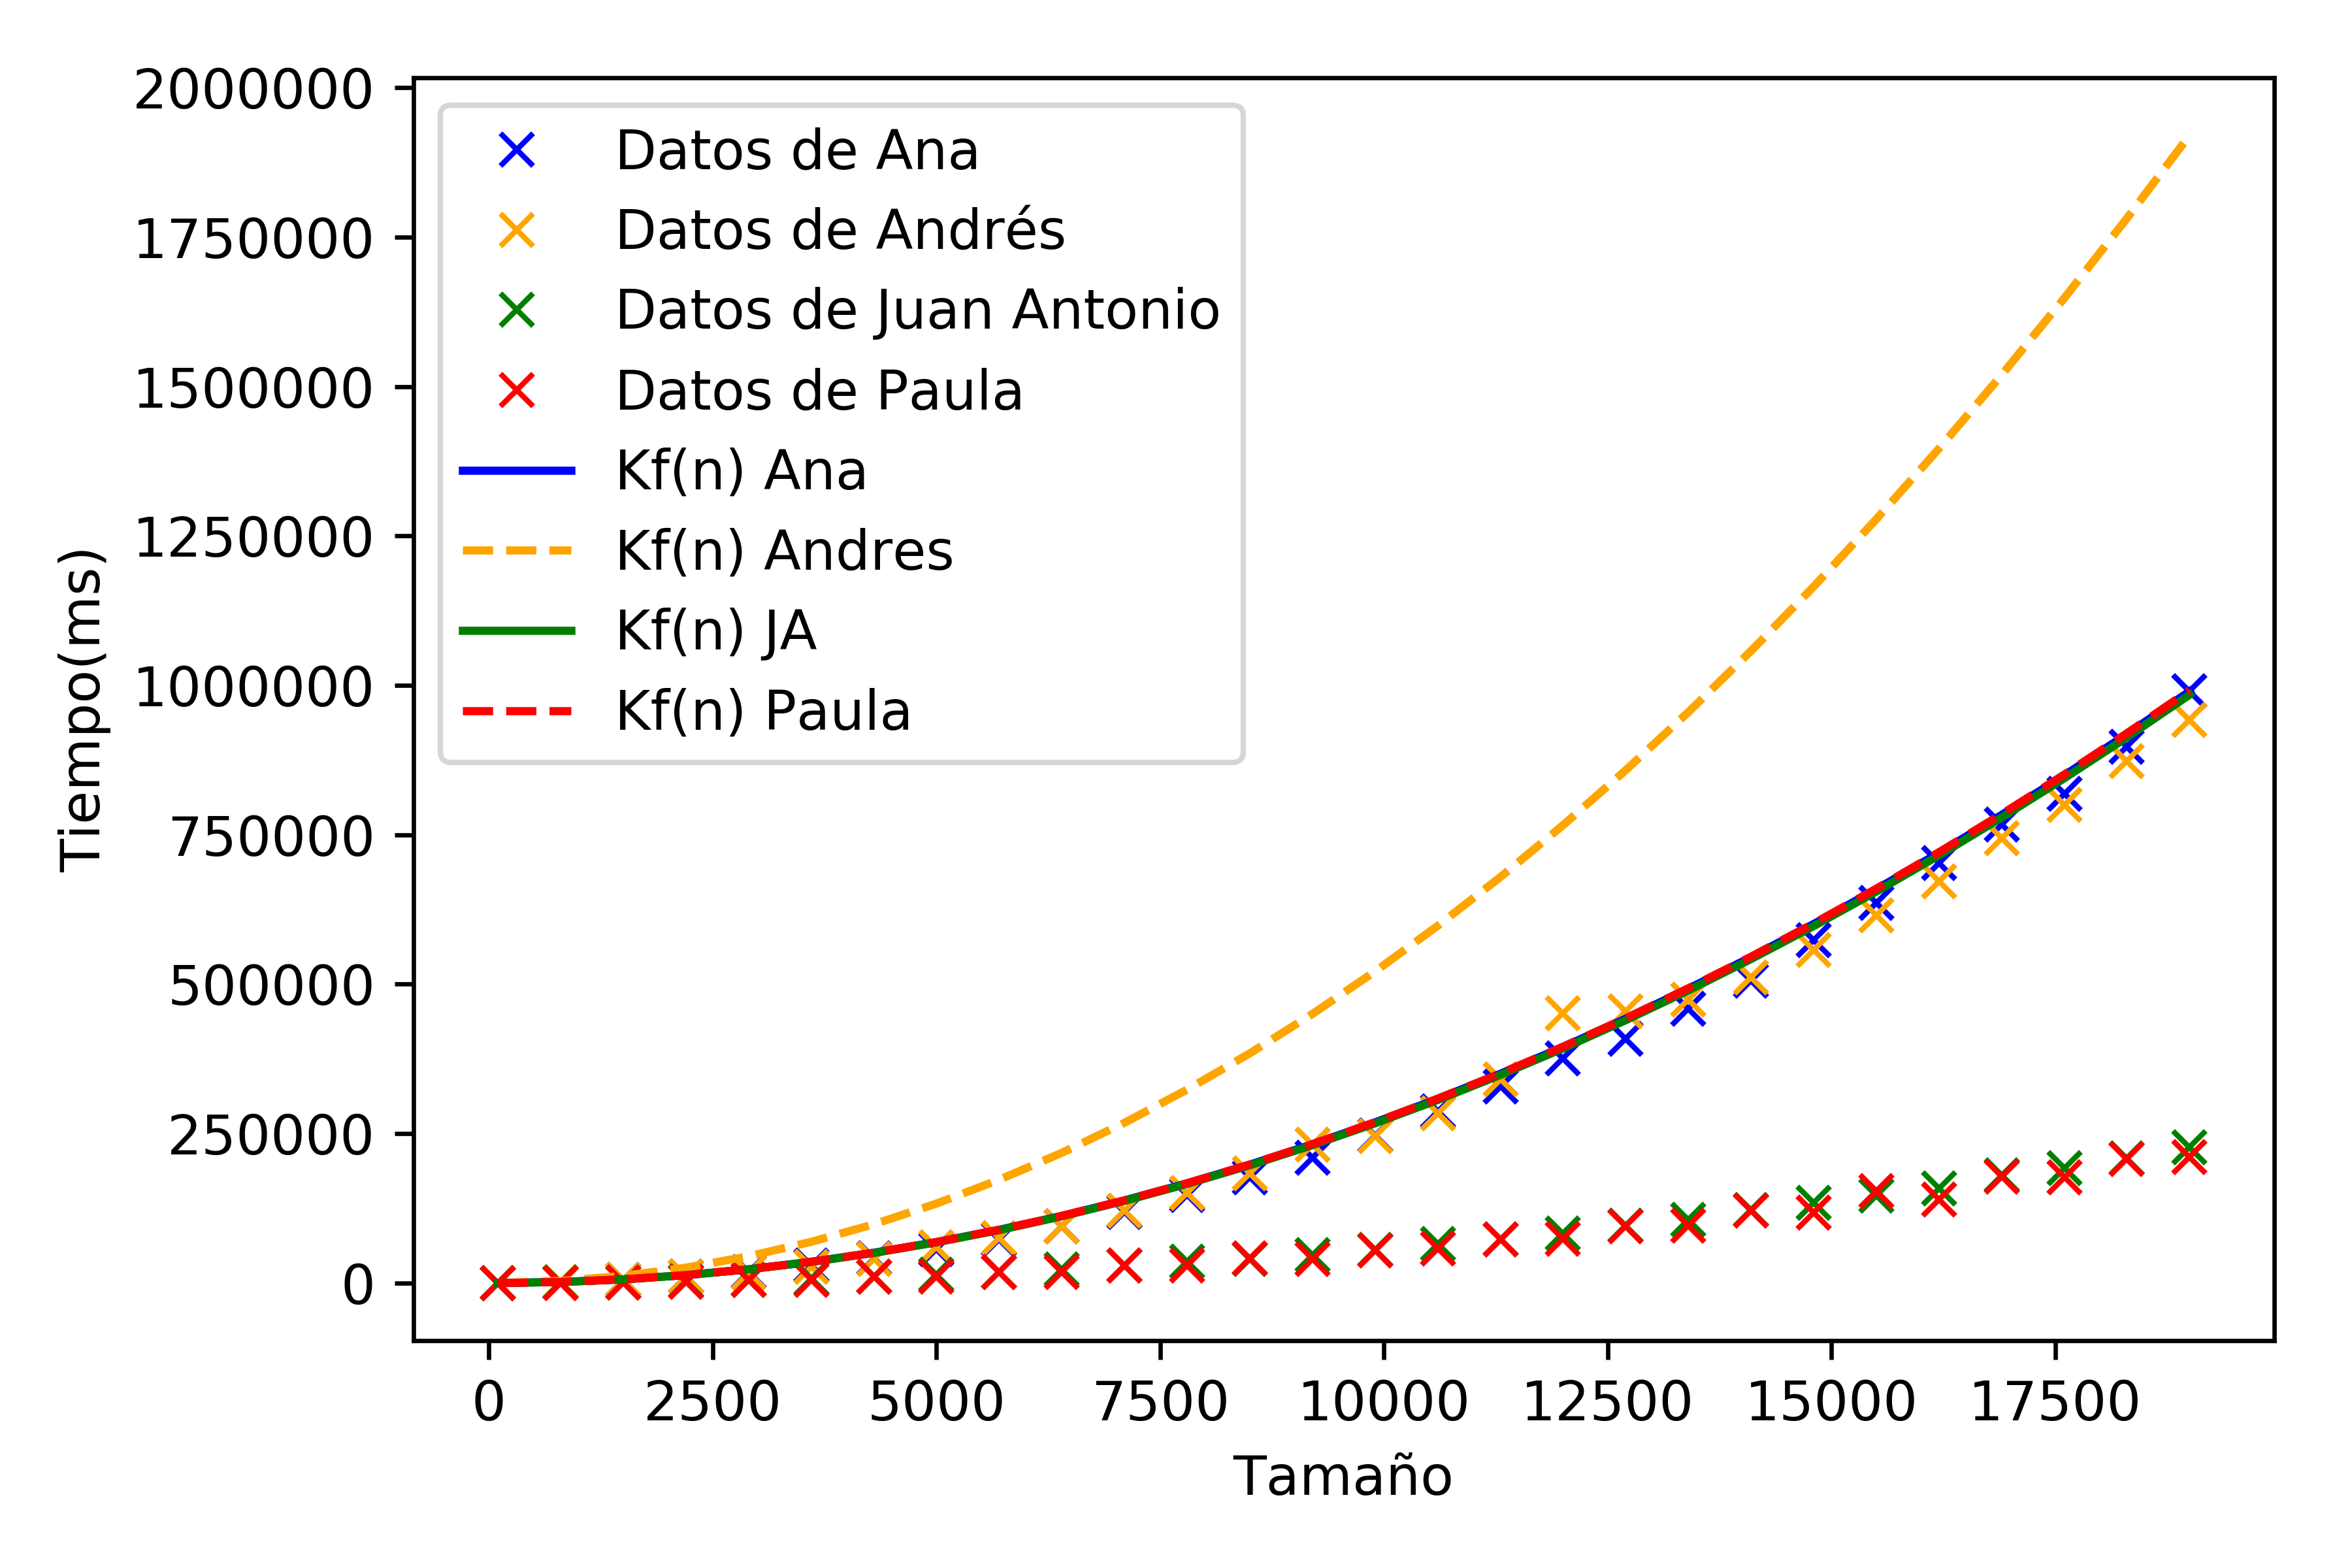 2000000
1750000
1500000
1250000
1000000
750000
500000
250000
0
Tiempo(ms)
Datos de Ana
Datos de Andrés
Datos de Juan Antonio
Datos de Paula
Kf(n) Ana
Kf(n) Andres
Kf(n) JA
Kf(n) Paula
0 2500 5000 7500 10000 12500 15000 17500
Tamaño